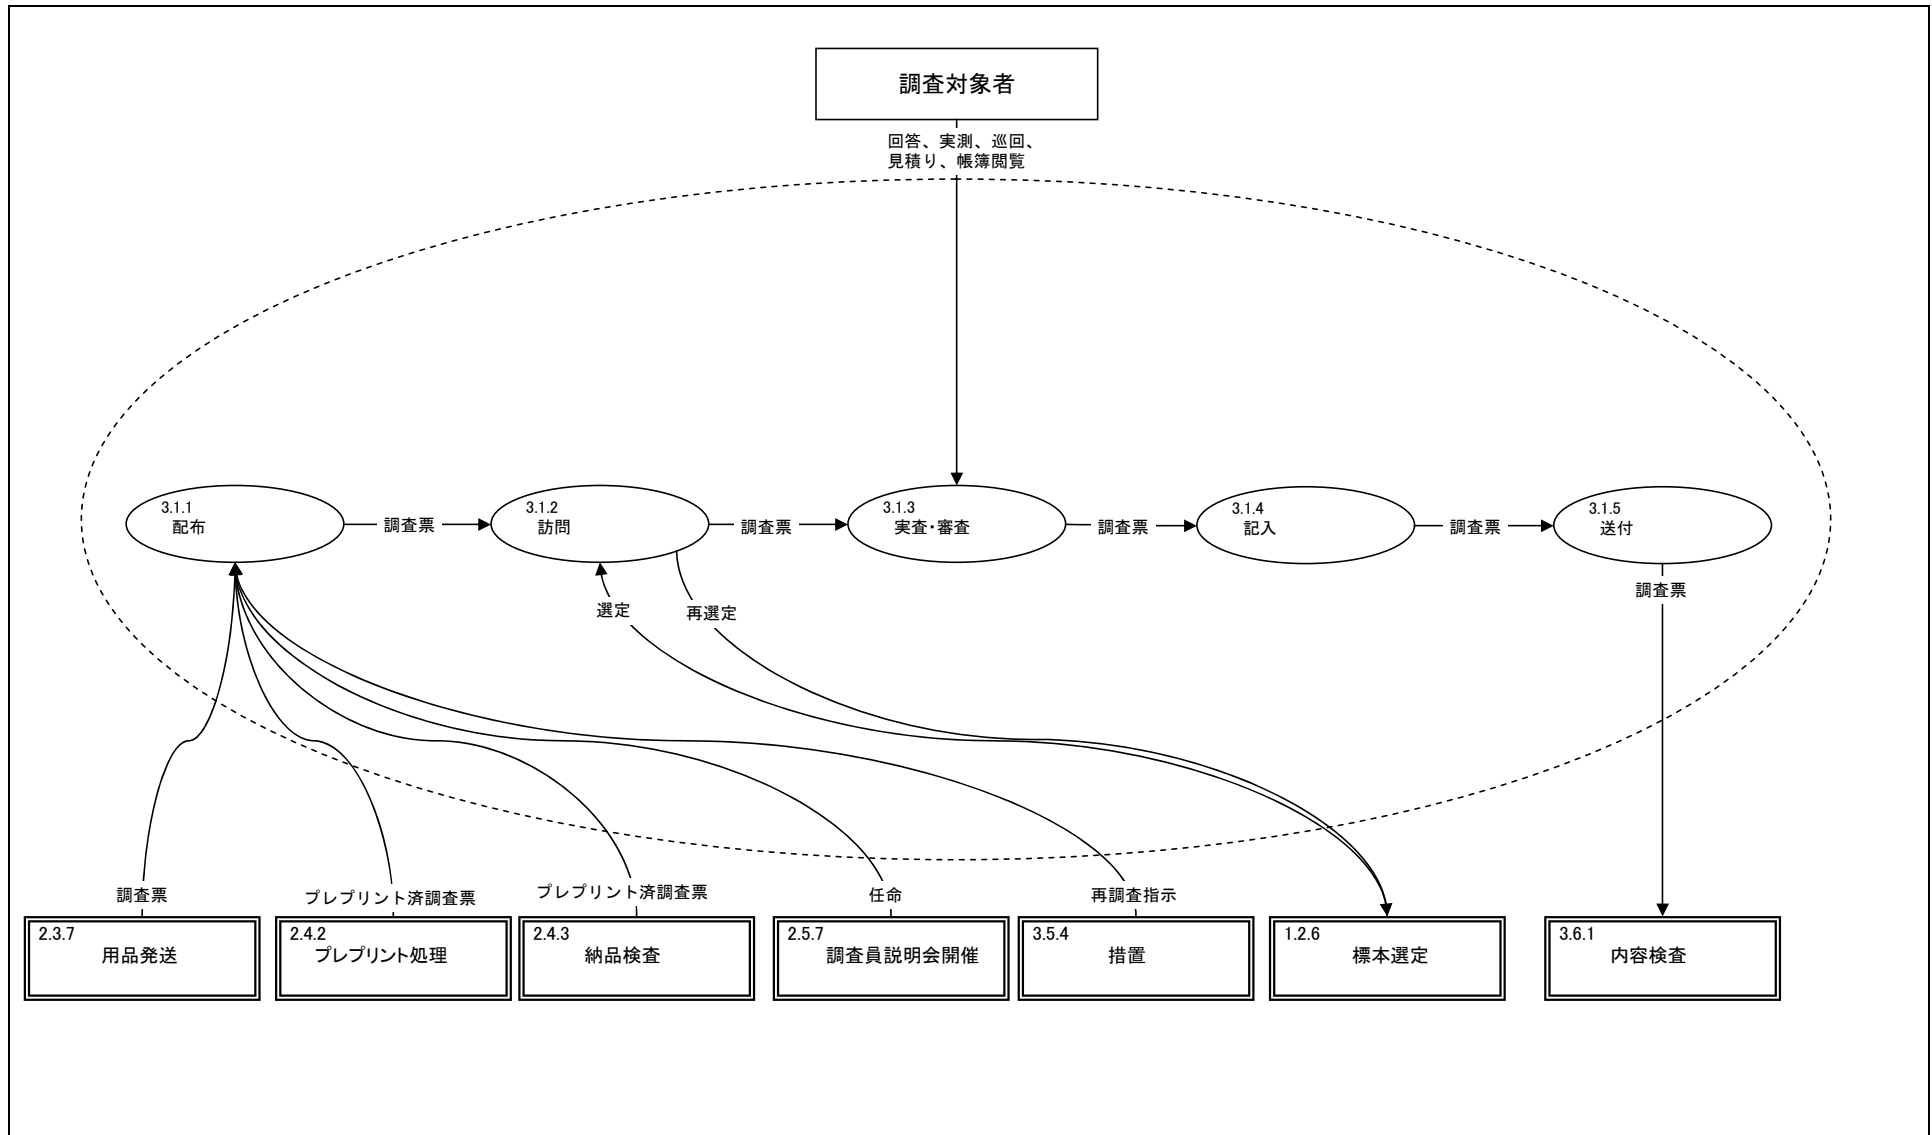 調査対象者
回答、実測、巡回、
見積り、帳簿閲覧
3.1.1
配布
調査票
3.1.2
訪問
調査票
3.1.3
実査・審査
調査票
3.1.4
記入
調査票
3.1.5
送付
選定
再選定
調査票
調査票
プレプリント済調査票
プレプリント済調査票
任命
再調査指示
2.3.7
用品発送
2.4.2
プレプリント処理
2.4.3
納品検査
2.5.7
調査員説明会開催
3.5.4
措置
1.2.6
標本選定
3.6.1
内容検査